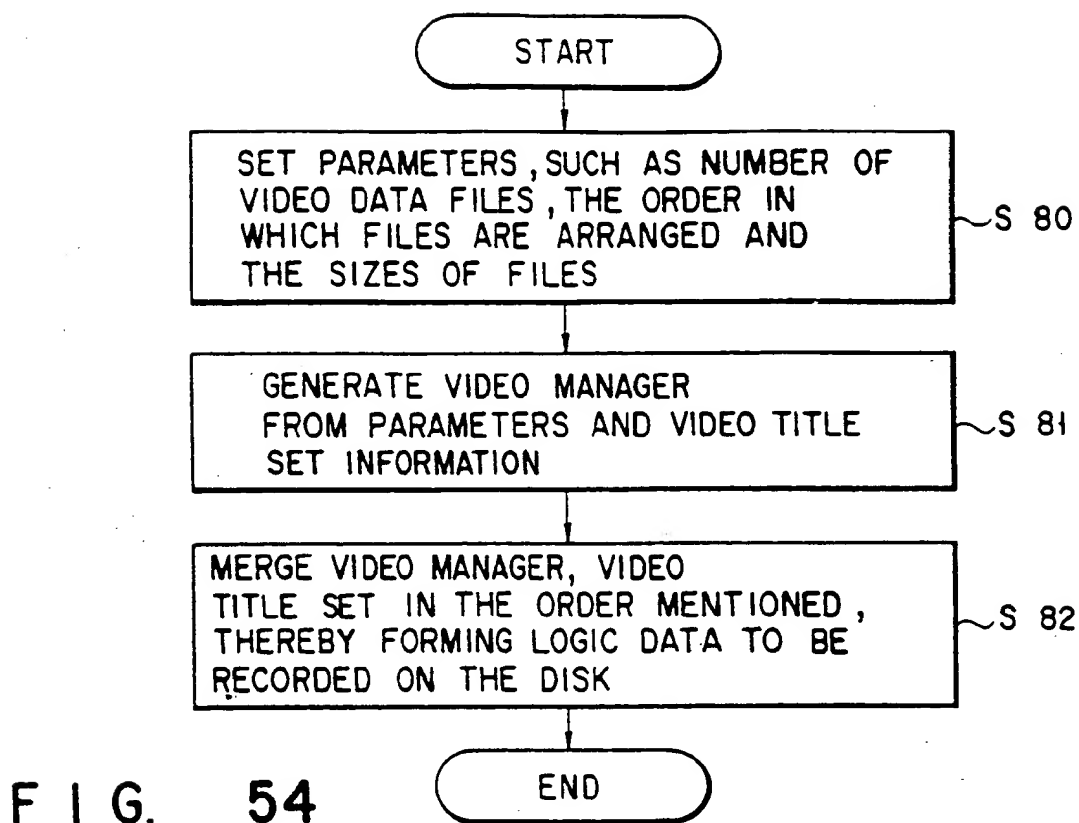 START
SET PARAMETERS, SUCH AS NUMBER OF
VIDEO DATA FILES, THE ORDER IN
WHICH FILES ARE ARRANGED AND
THE SIZES OF FILES
S 80
GENERATE VIDEO MANAGER
FROM PARAMETERS AND VIDEO TITLE
SET INFORMATION
S 81
MERGE VIDEO MANAGER, VIDEO
TITLE SET IN THE ORDER MENTIONED,
THEREBY FORMING LOGIC DATA TO BE
RECORDED ON THE DISK
S 82
END
FIG. 54